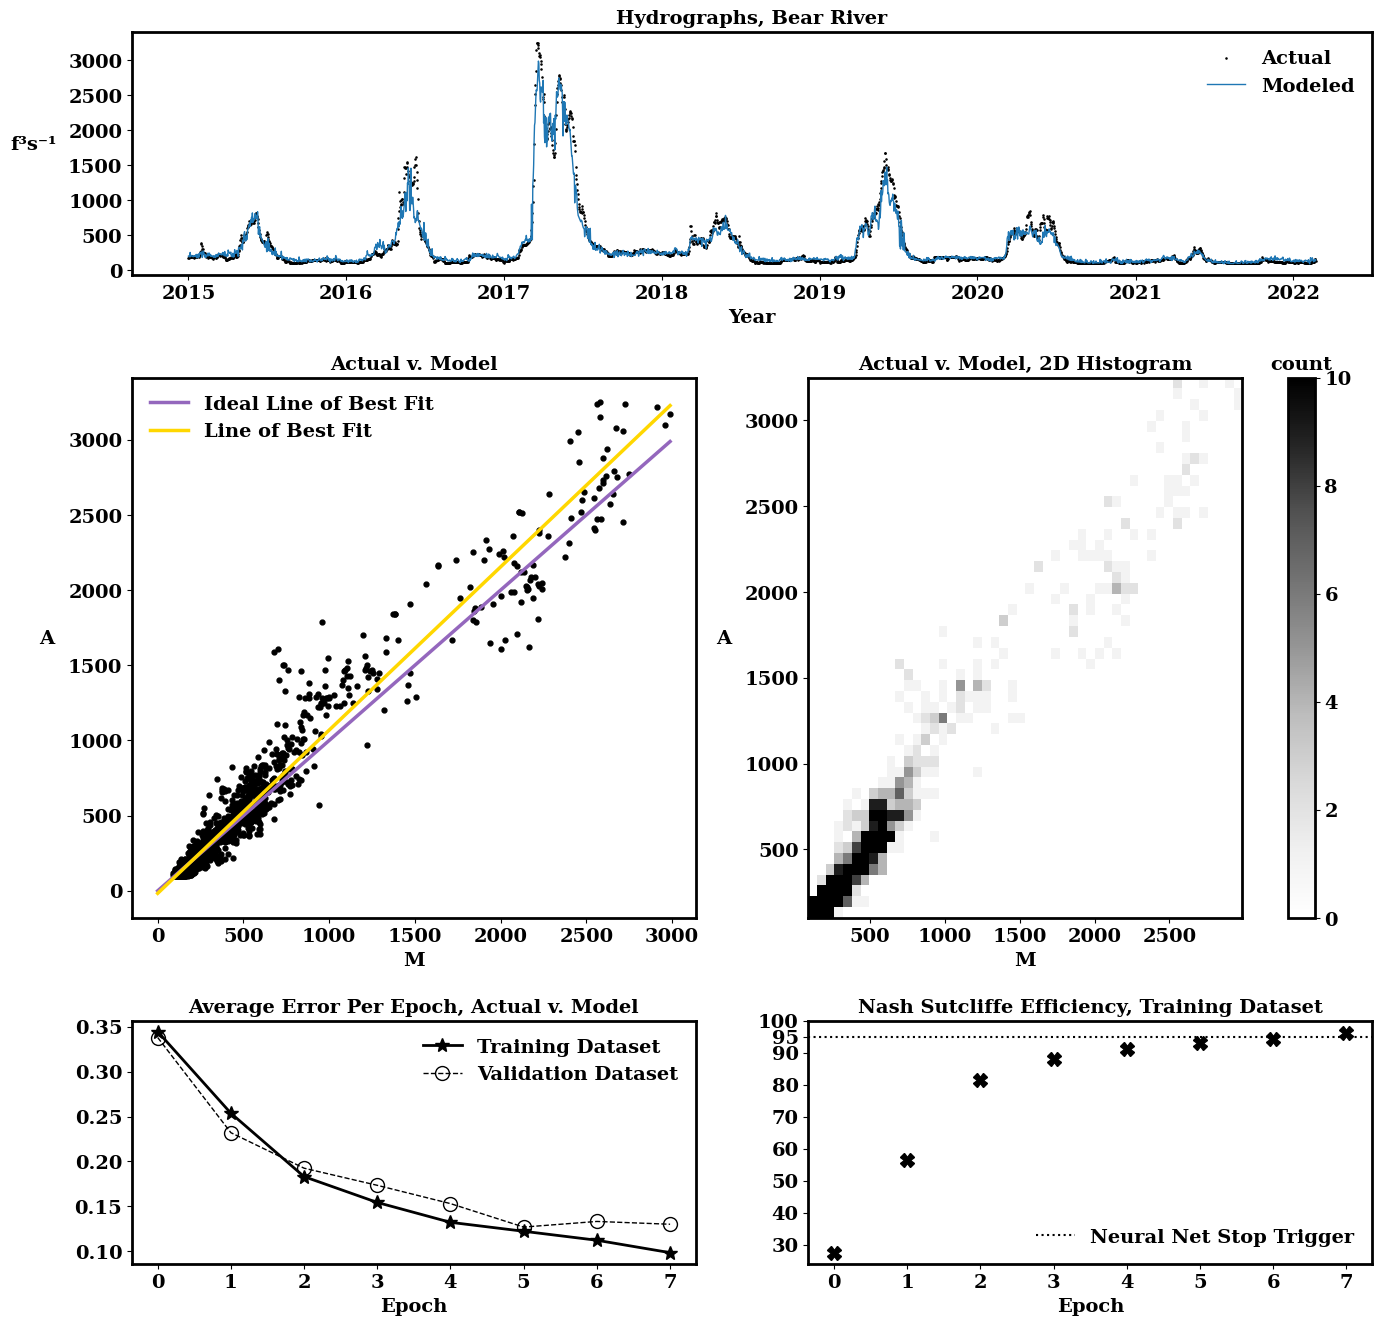 Hydrographs, Bear River
3000
2500
2000
1500
1000
500
0
f³s⁻¹
Actual
Modeled
2015 2016 2017 2018 2019 2020 2021 2022
Year
Actual v. Model
Ideal Line of Best Fit
Line of Best Fit
3000
2500
2000
1500
1000
500
0
A
0 500 1000 1500 2000 2500 3000
M
Actual v. Model, 2D Histogram
3000
2500
2000
1500
1000
500
A
500 1000 1500 2000 2500
M
count
10
8
6
4
2
0
Average Error Per Epoch, Actual v. Model
0.35
0.30
0.25
0.20
0.15
0.10
Training Dataset
Validation Dataset
0 1 2 3 4 5 6 7
Epoch
Nash Sutcliffe Efficiency, Training Dataset
100
95
90
80
70
60
50
40
30
Neural Net Stop Trigger
0 1 2 3 4 5 6 7
Epoch